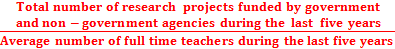 Total number of research projects funded by government
and non − government agencies during the last five years
Average number of full time teachers during the last five years